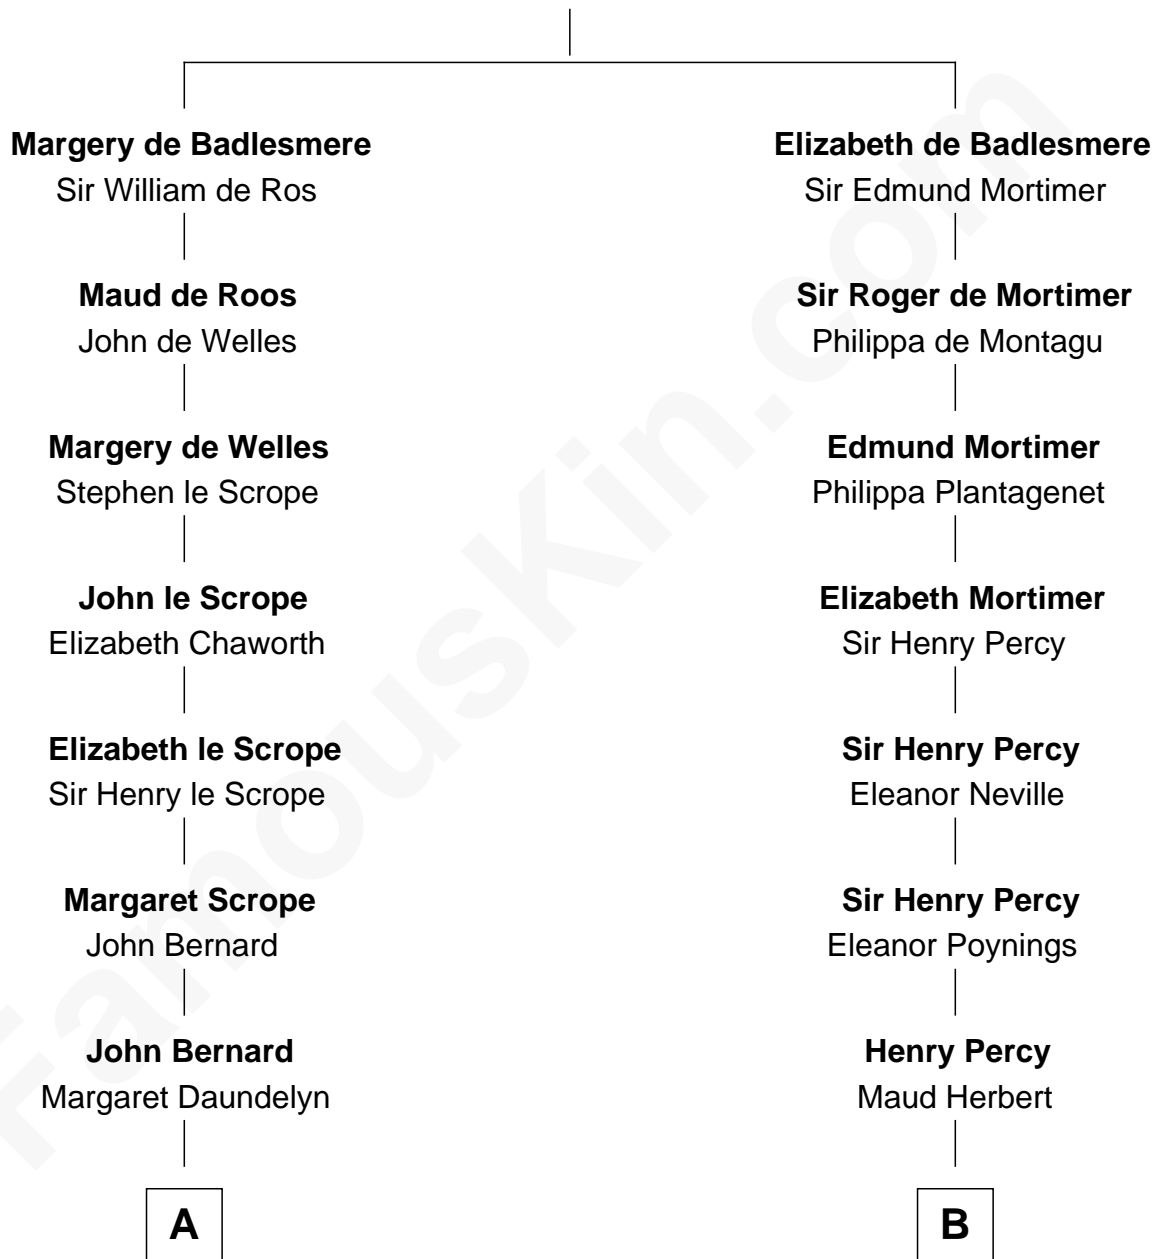 Margery de Badlesmere
Sir William de Ros
Maud de Roos
John de Welles
Margery de Welles
Stephen le Scrope
John le Scrope
Elizabeth Chaworth
Elizabeth le Scrope
Sir Henry le Scrope
Margaret Scrope
John Bernard
John Bernard
Margaret Daundelyn
A
Elizabeth de Badlesmere
Sir Edmund Mortimer
Sir Roger de Mortimer
Philippa de Montagu
Edmund Mortimer
Philippa Plantagenet
Elizabeth Mortimer
Sir Henry Percy
Sir Henry Percy
Eleanor Neville
Sir Henry Percy
Eleanor Poynings
Henry Percy
Maud Herbert
B
FamousKin.com